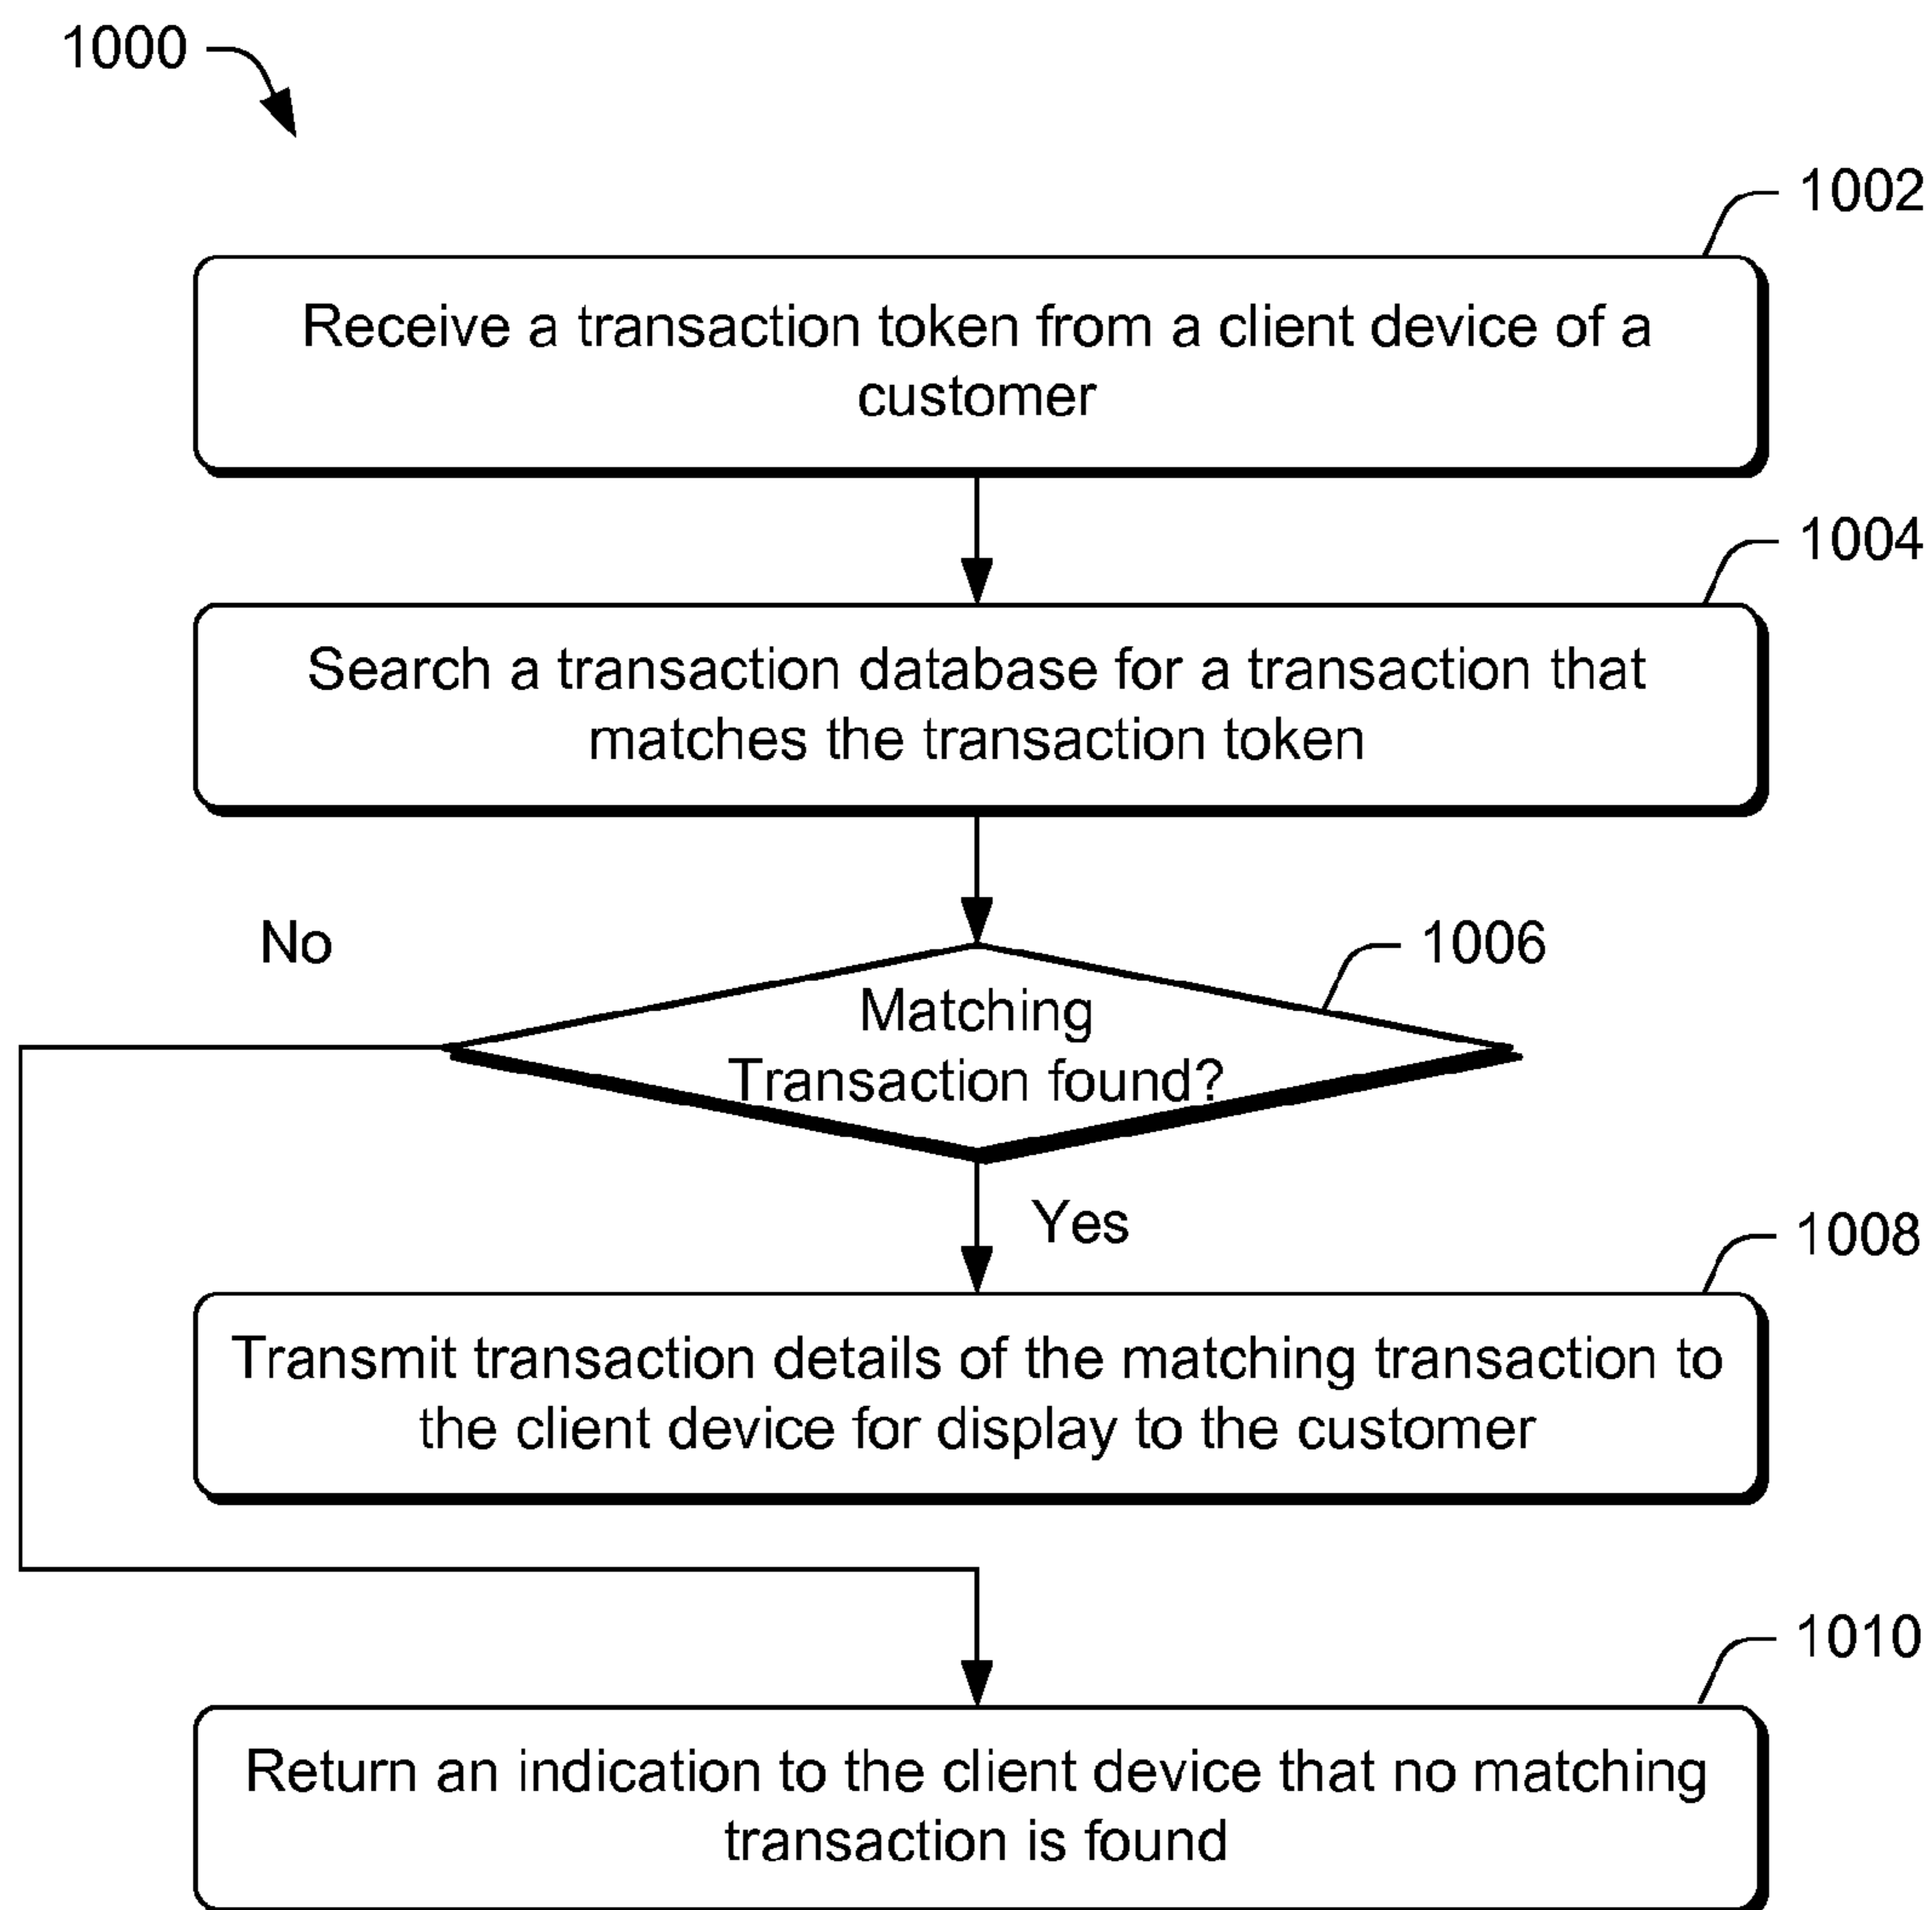 1000
1002
Receive a transaction token from a client device of a
customer
1004
Search a transaction database for a transaction that
matches the transaction token
No
1006
Matching
Transaction found?
Yes
1008
Transmit transaction details of the matching transaction to
the client device for display to the customer
1010
Return an indication to the client device that no matching
transaction is found